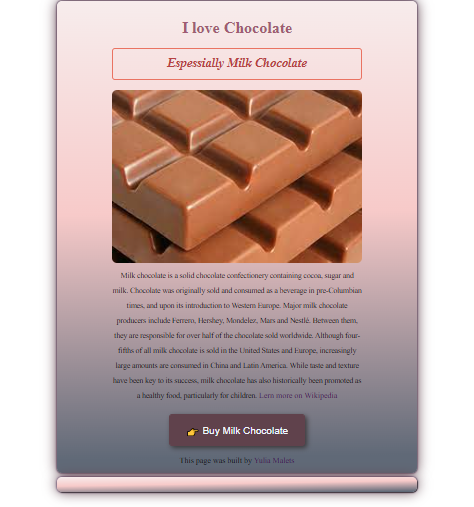 I love Chocolate
Espessially Milk Chocolate
Milk chocolate is a solid chocolate confectionery containing cocoa, sugar and
milk. Chocolate was originally sold and consumed as a beverage in pre-Columbian
times, and upon its introduction to Western Europe. Major milk chocolate
producers include Ferrero, Hershey, Mondelez, Mars and Nestlé. Between them,
they are responsible for over half of the chocolate sold worldwide. Although four-
fifths of all milk chocolate is sold in the United States and Europe, increasingly
large amounts are consumed in China and Latin America. While taste and texture
have been key to its success, milk chocolate has also historically been promoted as
a healthy food, particularly for children. Lern more on Wikipedia
👉 Buy Milk Chocolate
This page was built by Yulia Maleis